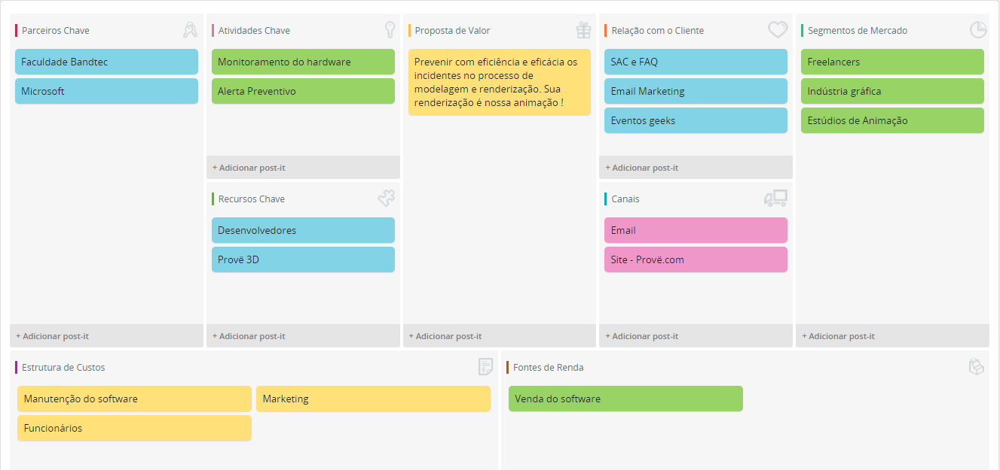 Parceiros Chave
Faculdade Bandtec
Microsoft
+ Adicionar post-it
Atividades Chave
Monitoramento do hardware
Alerta Preventivo
+ Adicionar post-it
Recursos Chave
Desenvolvedores
Provë 3D
+ Adicionar post-it
Proposta de Valor
Prevenir com eficiência e eficácia os
incidentes no processo de
modelagem e renderização. Sua
renderização é nossa animação !
+ Adicionar post-it
Relação com o Cliente
SAC e FAQ
Email Marketing
Eventos geeks
+ Adicionar post-it
Canais
Email
Site - Provë.com
+ Adicionar post-it
Segmentos de Mercado
Freelancers
Indústria gráfica
Estúdios de Animação
+ Adicionar post-it
Estrutura de Custos
Manutenção do software
Marketing
Funcionários
Fontes de Renda
Venda do software